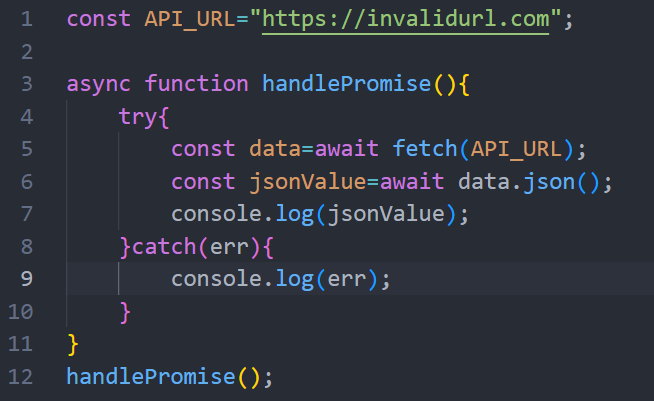 1 const API_URL="https://invalidurl.com";
2
3 async function handlePromise(){
4     try{
5         const data=await fetch(API_URL);
6         const jsonValue=await data.json();
7         console.log(jsonValue);
8     }catch(err){
9         console.log(err);
10     }
11 }
12 handlePromise();